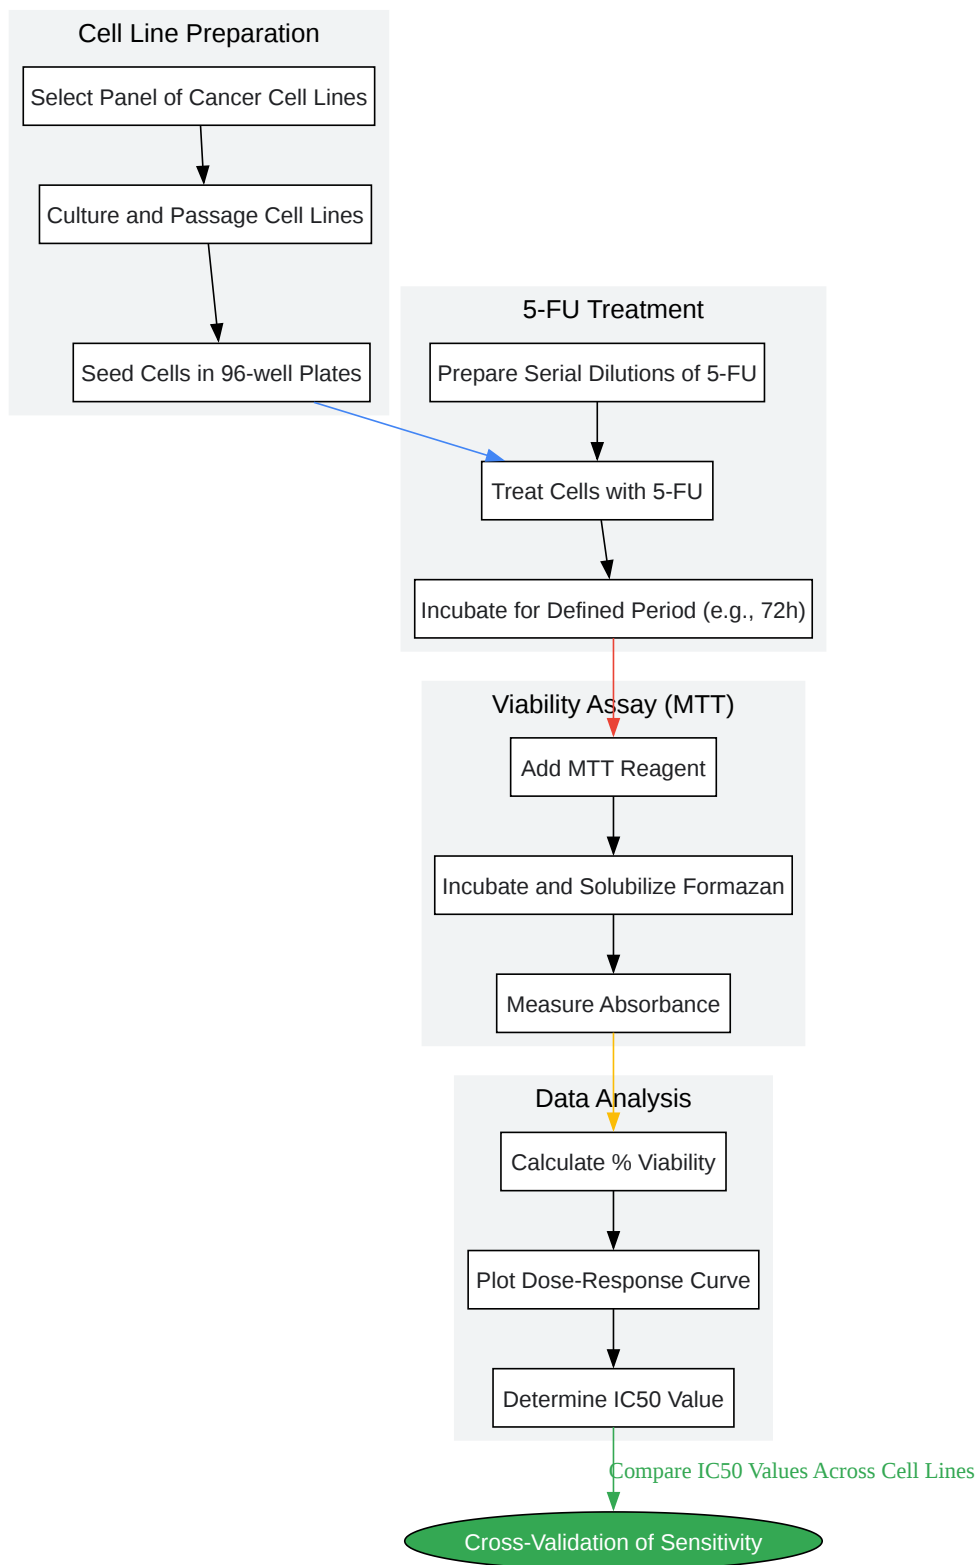 Cell Line Preparation
Select Panel of Cancer Cell Lines
Culture and Passage Cell Lines
Seed Cells in 96-well Plates
5-FU Treatment
Prepare Serial Dilutions of 5-FU
Treat Cells with 5-FU
Incubate for Defined Period (e.g., 72h)
Viability Assay (MTT)
Add MTT Reagent
Incubate and Solubilize Formazan
Measure Absorbance
Data Analysis
Calculate % Viability
Plot Dose-Response Curve
Determine IC50 Value
Compare IC50 Values Across Cell Lines
Cross-Validation of Sensitivity